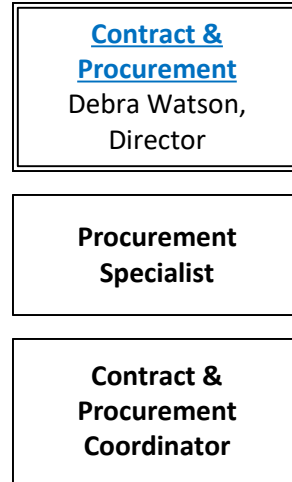 Contract &
Procurement
Debra Watson,
Director
Procurement
Specialist
Contract &
Procurement
Coordinator